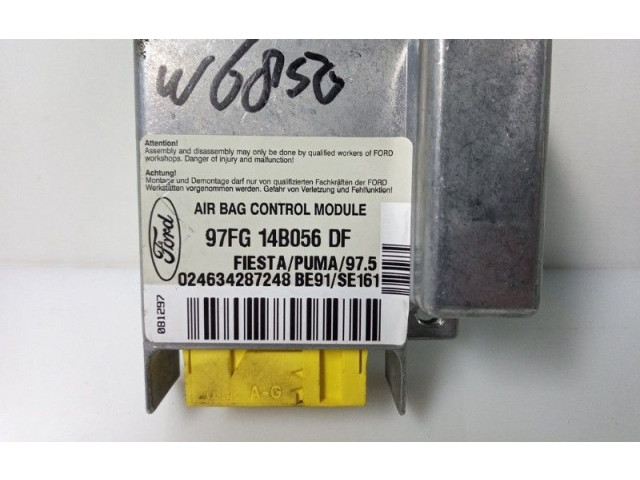 W6850
Attention!
Assembly and disassembly may only be done by qualified workers of FORD
workshops. Danger of injury and malfunction!
Achtung!
Montage und Demontage darf nur von qualifizierten Fachkräften der FORD
Werkstätten vorgenommen werden. Gefahr von Verletzung und Fehlfunktion!
Ford
AIR BAG CONTROL MODULE
97FG 14B056 DF
FIESTA/PUMA/97.5
024634287248 BE91/SE161
081297
A-G